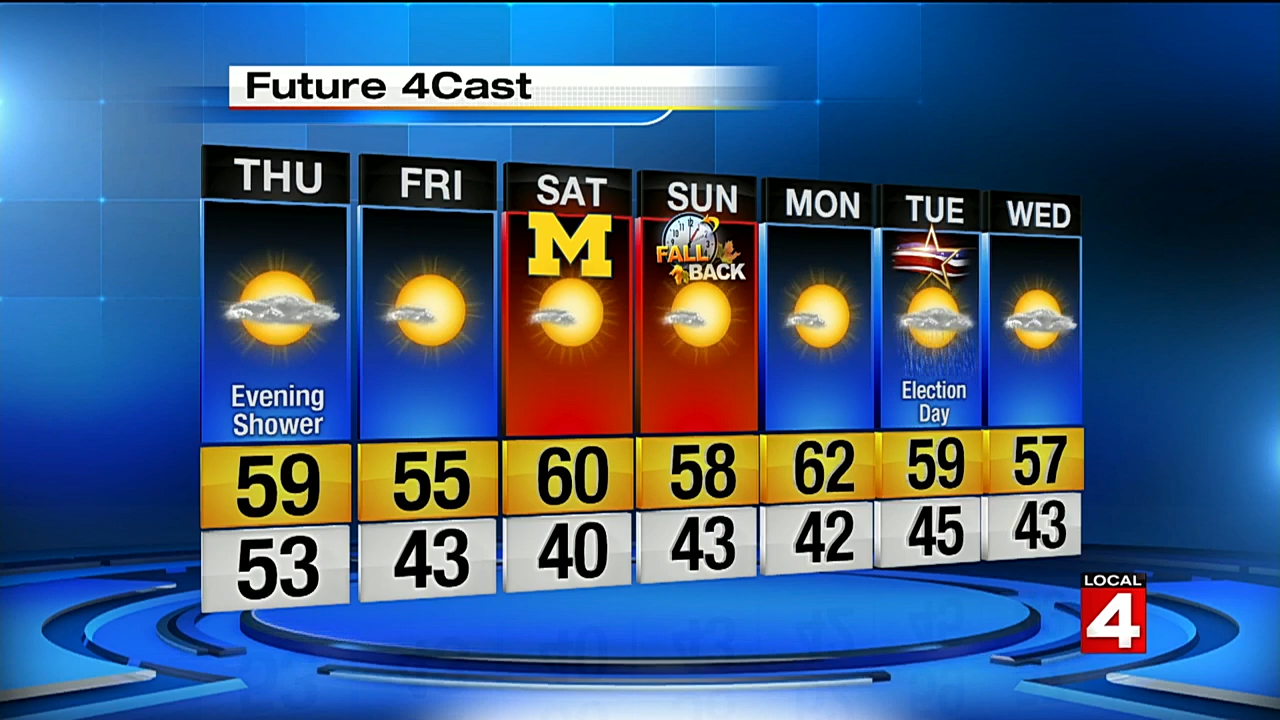 Future 4Cast
THU FRI SAT SUN MON TUE WED
M
FALL
BACK
Evening
Shower
Election
Day
59 55 60 58 62 59 57
53 43 40 43 42 45 43
LOCAL
4